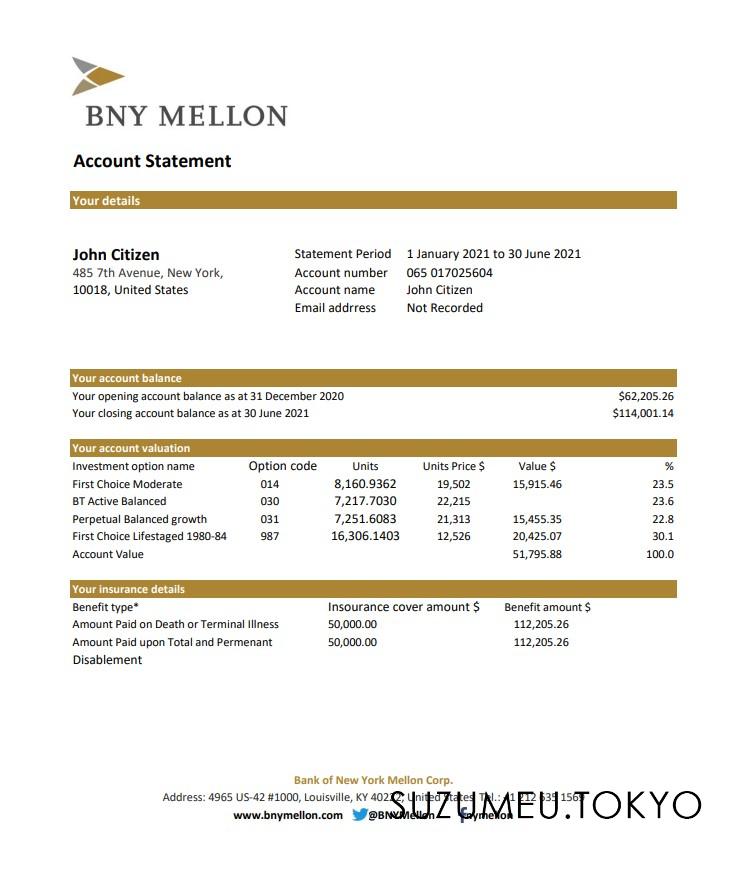 BNY MELLON
Account Statement
Your details
John Citizen
485 7th Avenue, New York,
10018, United States
Statement Period 1 January 2021 to 30 June 2021
Account number 065 017025604
Account name John Citizen
Email addrress Not Recorded
Your account balance
Your opening account balance as at 31 December 2020 $62,205.26
Your closing account balance as at 30 June 2021 $114,001.14
Your account valuation
Investment option name Option code Units Units Price $ Value $ %
First Choice Moderate 014 8,160.9362 19,502 15,915.46 23.5
BT Active Balanced 030 7,217.7030 22,215 23.6
Perpetual Balanced growth 031 7,251.6083 21,313 15,455.35 22.8
First Choice Lifestaged 1980-84 987 16,306.1403 12,526 20,425.07 30.1
Account Value 51,795.88 100.0
Your insurance details
Benefit type* Insourance cover amount $ Benefit amount $
Amount Paid on Death or Terminal Illness 50,000.00 112,205.26
Amount Paid upon Total and Permenant 50,000.00 112,205.26
Disablement
Bank of New York Mellon Corp.
Address: 4965 US-42 #1000, Louisville, KY 40222, United States Tel.: +1 212 635 1569
www.bnymellon.com @BNYMellon bnymellon
SUZUMEU.TOKYO